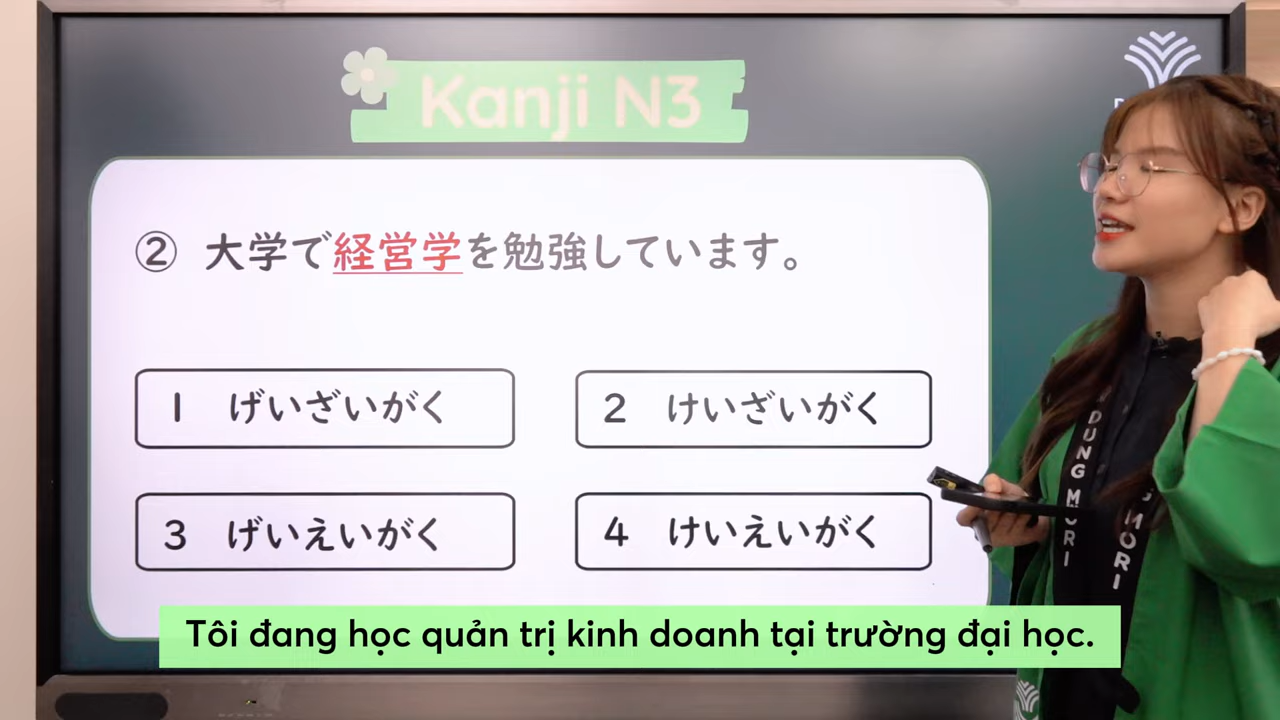 Kanji N3
② 大学で経営学を勉強しています。
1 げいざいがく
2 けいざいがく
3 げいえいがく
4 けいえいがく
DUNG MORI
Tôi đang học quản trị kinh doanh tại trường đại học.